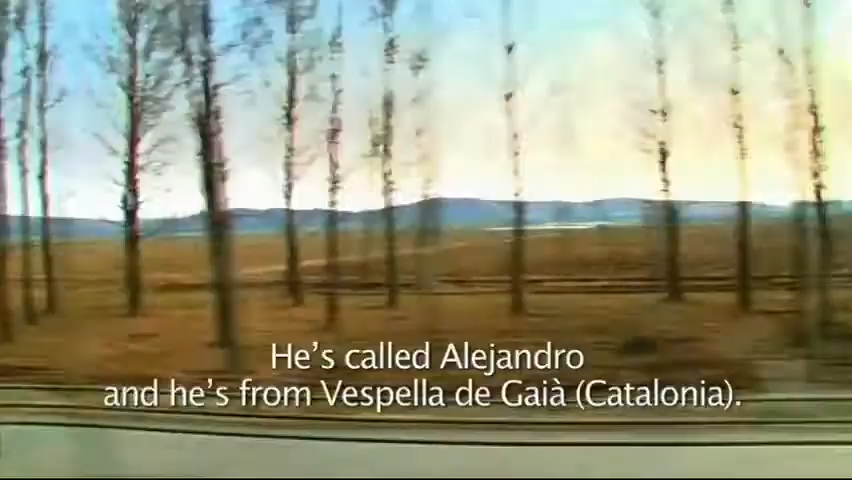 He's called Alejandro
and he's from Vespella de Gaià (Catalonia).